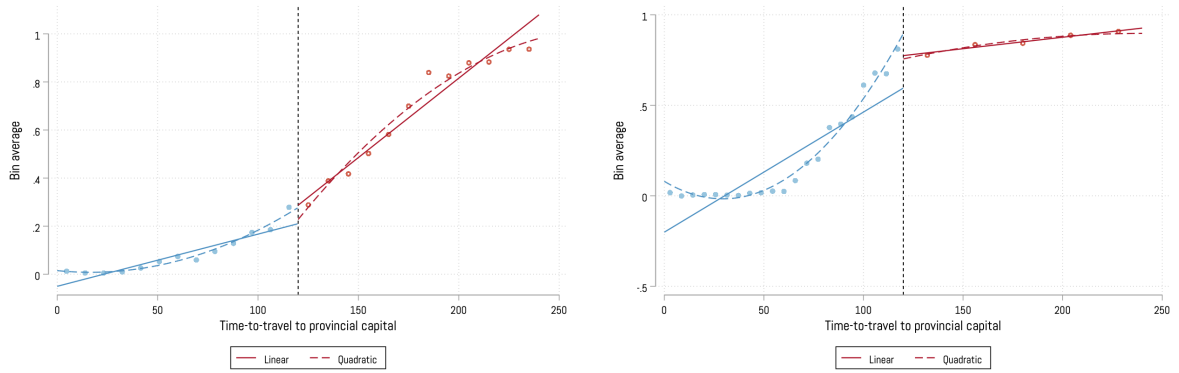 1
.8
.6
.4
.2
0
Bin average
0 50 100 150 200 250
Time-to-travel to provincial capital
Linear Quadratic
1
.5
0
-.5
Bin average
0 50 100 150 200 250
Time-to-travel to provincial capital
Linear Quadratic